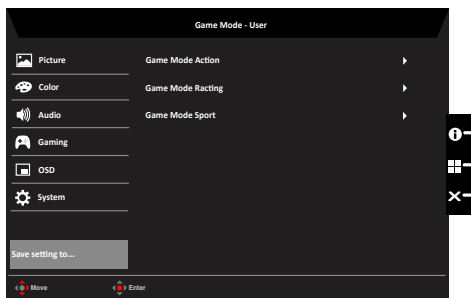 Game Mode - User
Picture
Color
Audio
Gaming
OSD
System
Save setting to...
Game Mode Action
Game Mode Racting
Game Mode Sport
Move
Enter